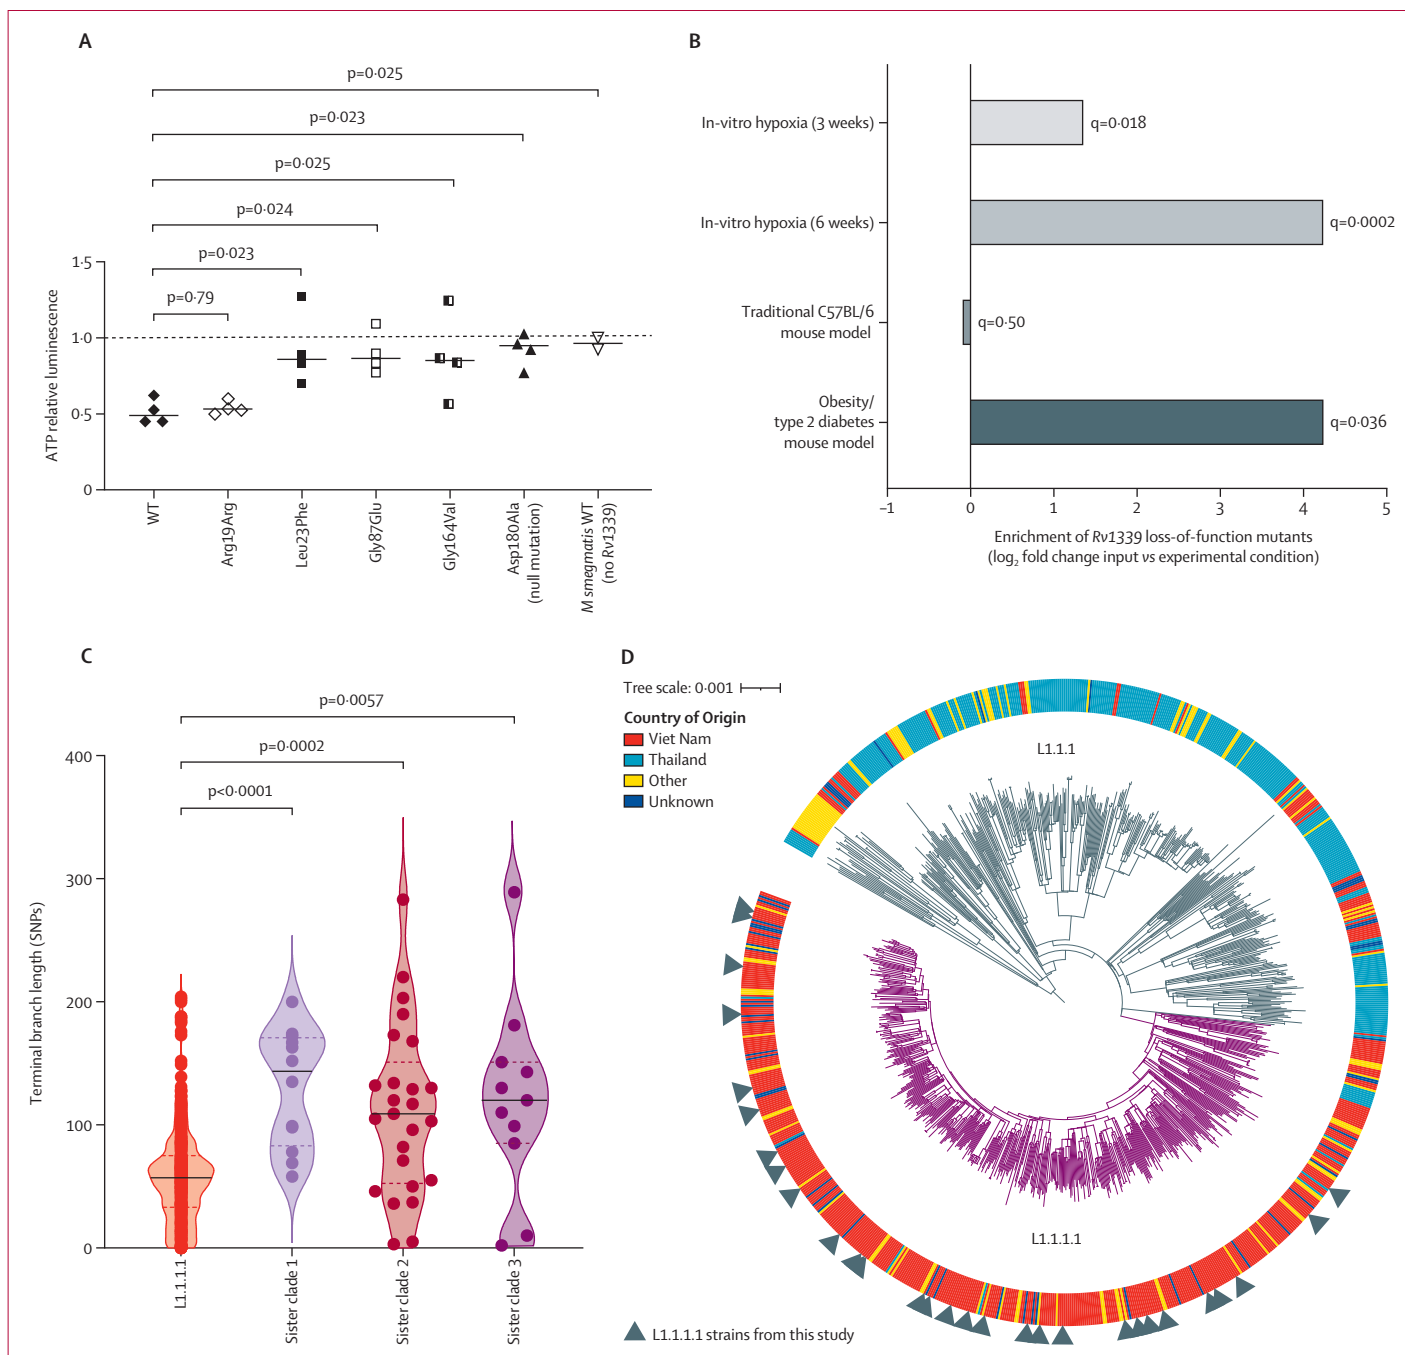 A
p=0·025
p=0·023
p=0·025
p=0·024
p=0·023
p=0·79
1·5
1·0
0·5
0
ATP relative luminescence
WT
Arg19Arg
Leu23Phe
Gly87Glu
Gly164Val
Asp180Ala
(null mutation)
M smegmatis WT
(no Rv1339)
B
In-vitro hypoxia (3 weeks)
q=0·018
In-vitro hypoxia (6 weeks)
q=0·0002
Traditional C57BL/6
mouse model
q=0·50
Obesity/
type 2 diabetes
mouse model
q=0·036
–1
0
1
2
3
4
5
Enrichment of Rv1339 loss-of-function mutants
(log₂ fold change input vs experimental condition)
C
p=0·0057
p=0·0002
p<0·0001
400
300
200
100
0
Terminal branch length (SNPs)
L1.1.1.1
Sister clade 1
Sister clade 2
Sister clade 3
D
Tree scale: 0·001
Country of Origin
Viet Nam
Thailand
Other
Unknown
L1.1.1
L1.1.1.1
L1.1.1.1 strains from this study